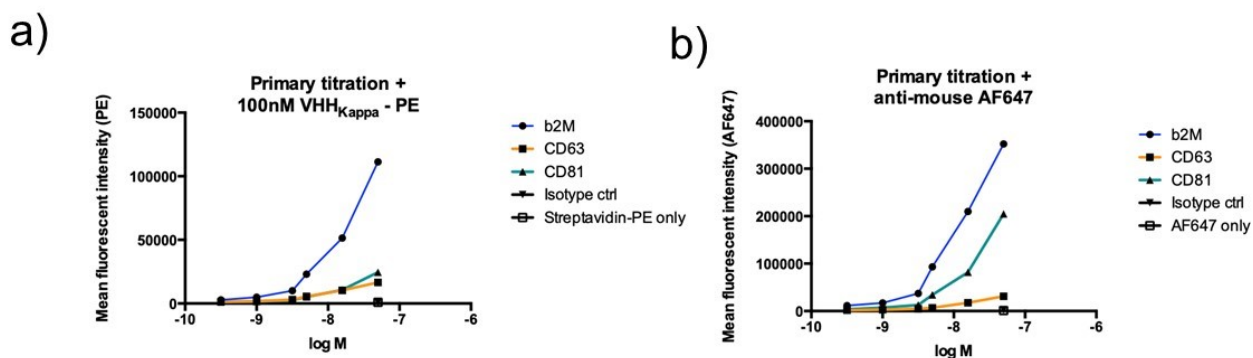 a)
Primary titration +
100nM VHHKappa - PE
Mean fluorescent intensity (PE)
150000
100000
50000
0
-10
-9
-8
-7
-6
log M
b2M
CD63
CD81
Isotype ctrl
Streptavidin-PE only
b)
Primary titration +
anti-mouse AF647
Mean fluorescent intensity (AF647)
400000
300000
200000
100000
0
-10
-9
-8
-7
-6
log M
b2M
CD63
CD81
Isotype ctrl
AF647 only